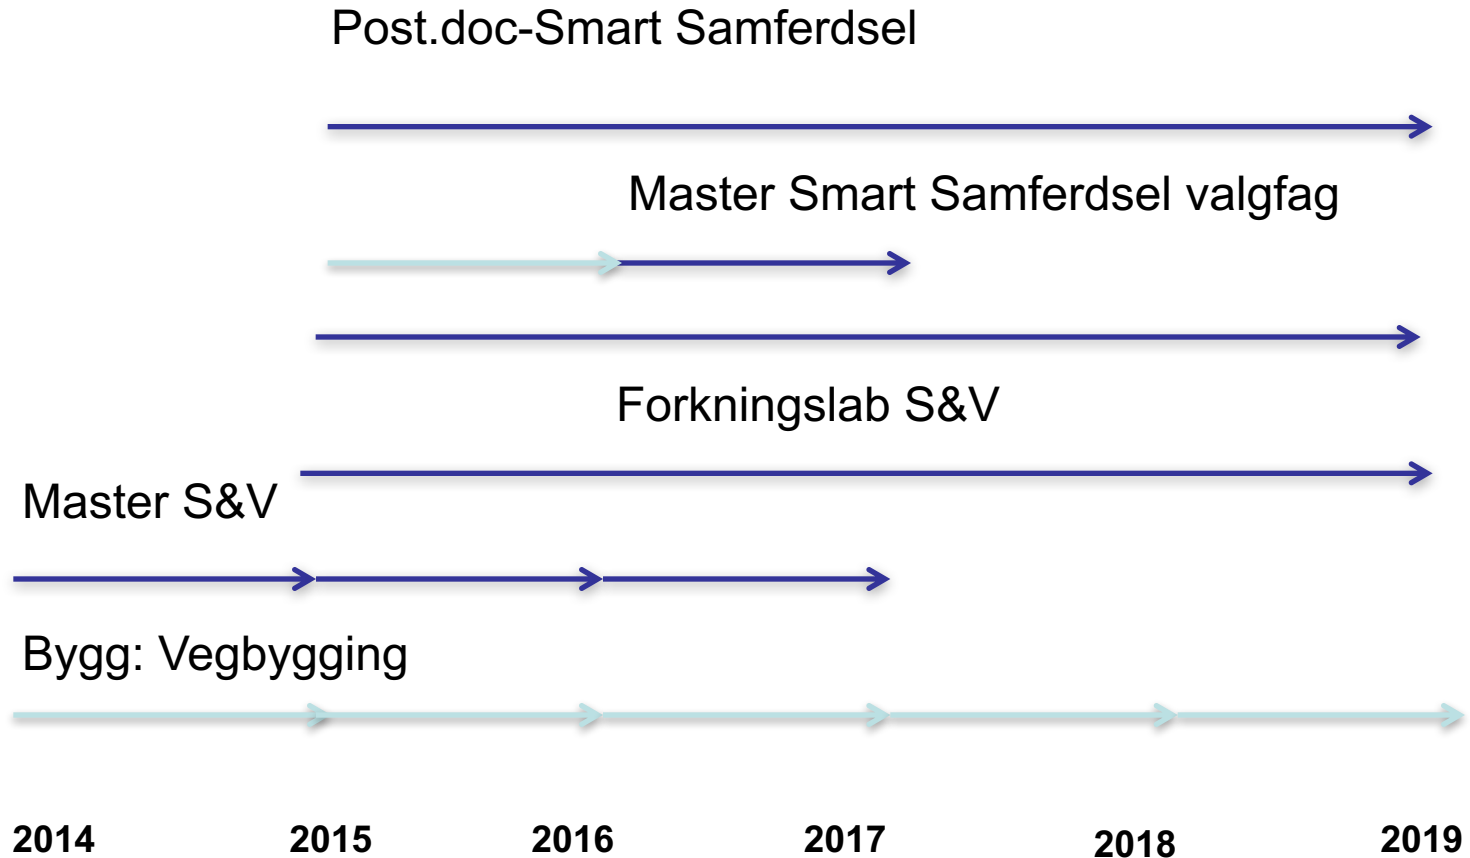 Post.doc-Smart Samferdsel
Master Smart Samferdsel valgfag
Forkningslab S&V
Master S&V
Bygg: Vegbygging
2014 2015 2016 2017 2018 2019